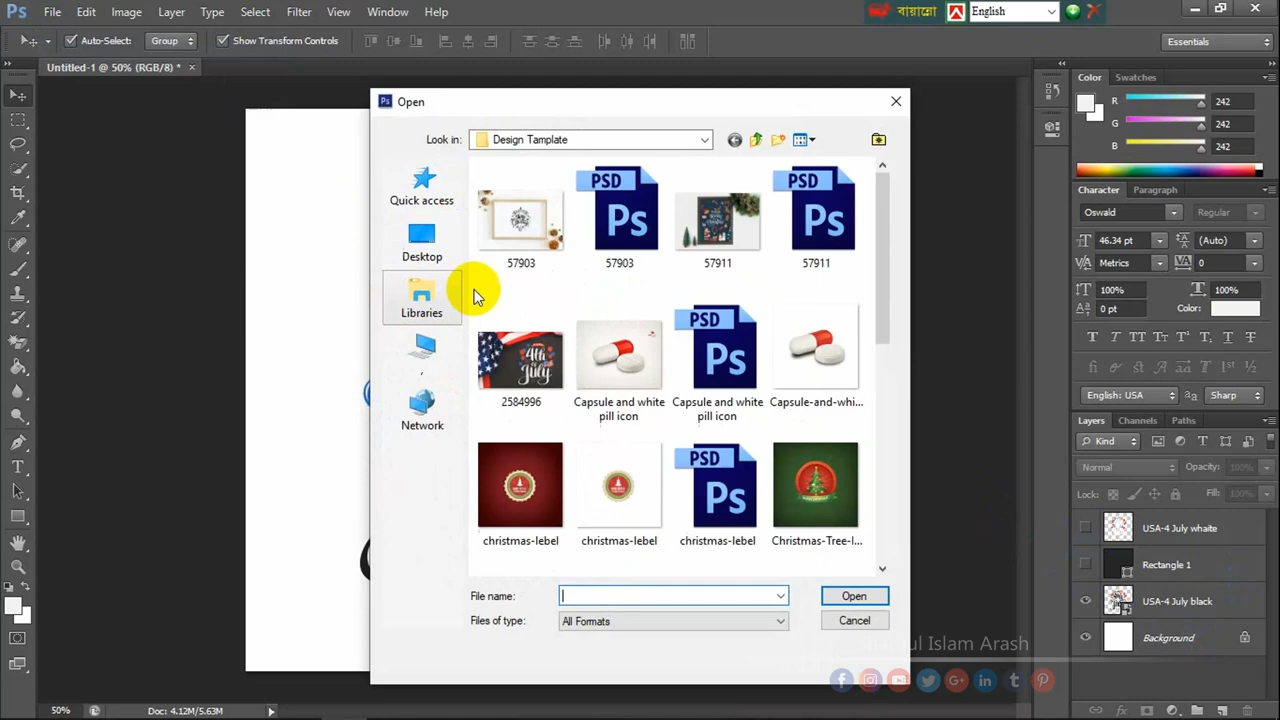 Ps File Edit Image Layer Type Select Filter View Window Help
বায়ান্নো English
Auto-Select: Group Show Transform Controls Essentials
Untitled-1 @ 50% (RGB/8) * ×
Open
Look in: Design Tamplate
Quick access
Desktop
Libraries
Network
PSD Ps PSD Ps
57903 57903 57911 57911
4th of JULY
PSD Ps
2584996 Capsule and white pill icon Capsule and white pill icon Capsule-and-whi...
PSD Ps
christmas-lebel christmas-lebel christmas-lebel Christmas-Tree-l...
File name: Open
Files of type: All Formats Cancel
Color Swatches
R 242
G 242
B 242
Character Paragraph
Oswald Regular
46.34 pt (Auto)
Metrics 0
100% 100%
0 pt Color:
English: USA Sharp
Layers Channels Paths
Kind
Normal Opacity: 100%
Lock: Fill: 100%
USA-4 July whaite
Rectangle 1
USA-4 July black
Background
Islam Arash
50% Doc: 4.12M/5.63M